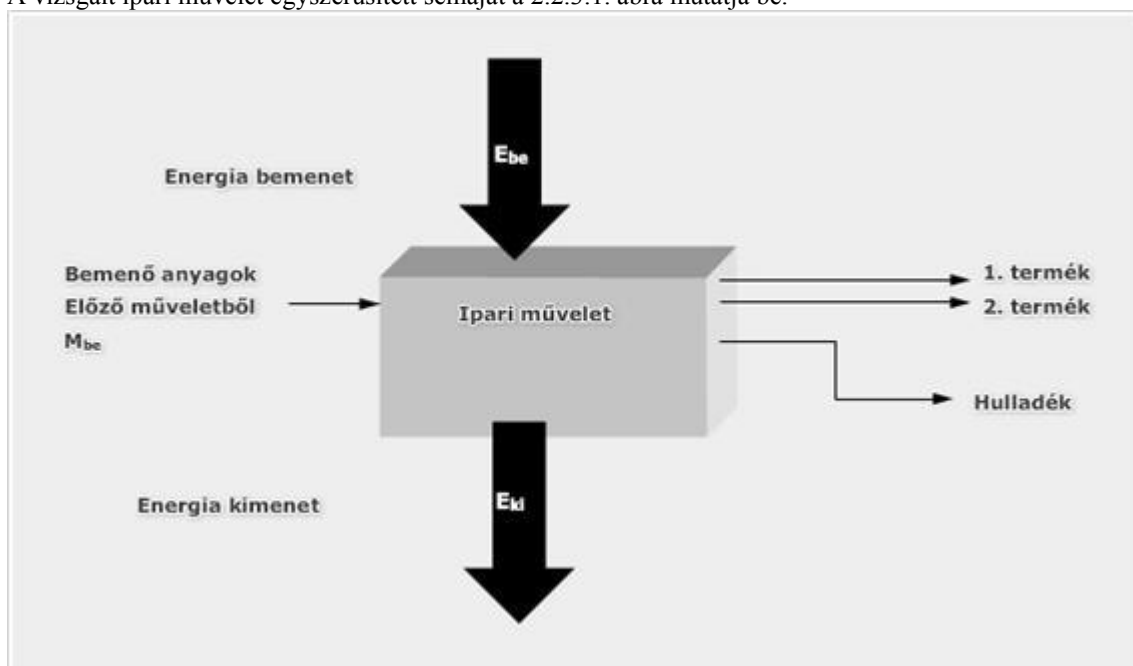 A vizsgált ipari művelet egyszerűsített sémáját a 2.2.3.1. ábra mutatja be.
Ebe
Energia bemenet
Bemenő anyagok
Előző műveletből
Mbe
Ipari művelet
1. termék
2. termék
Hulladék
Energia kimenet
Eki